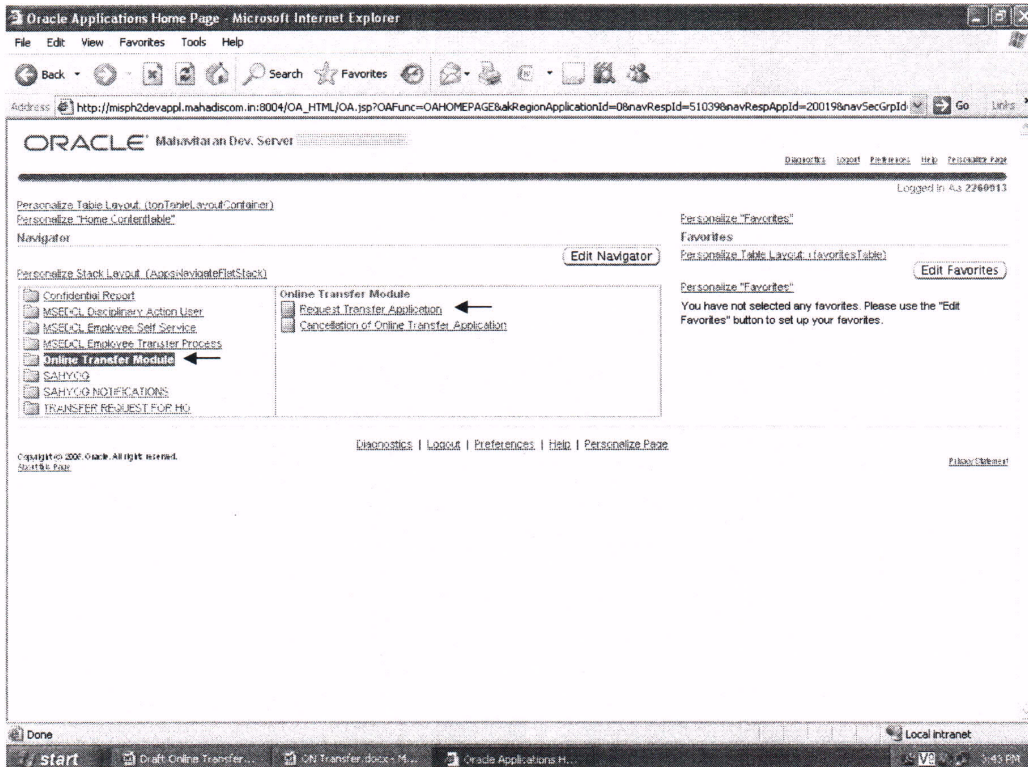 Oracle Applications Home Page - Microsoft Internet Explorer
File Edit View Favorites Tools Help
Back Search Favorites
Address http://misph2devappl.mahadiscom.in:8004/OA_HTML/OA.jsp?OAFunc=OAHOMEPAGE&akRegionApplicationId=0&navRespId=51039&navRespAppId=20019&navSecGrpId Go Links
ORACLE Mahavitaran Dev. Server
Diagnostics Logout Preferences Help Personalize Page
Logged In As 2260913
Personalize Table Layout: (topTableLayoutContainer)
Personalize "Home Contenttable"
Personalize "Favorites"
Navigator
Favorites
Edit Navigator
Personalize Table Layout: (favoritesTable)
Edit Favorites
Personalize Stack Layout: (AppsNavigateFlatStack)
Personalize "Favorites"
You have not selected any favorites. Please use the "Edit Favorites" button to set up your favorites.
Confidential Report
MSEDCL Disciplinary Action User
MSEDCL Employee Self Service
MSEDCL Employee Transfer Process
Online Transfer Module
SAHYOG
SAHYOG NOTIFICATIONS
TRANSFER REQUEST FOR HO
Online Transfer Module
Request Transfer Application
Cancellation of Online Transfer Application
Diagnostics | Logout | Preferences | Help | Personalize Page
Copyright (c) 2006, Oracle. All rights reserved.
About this Page
Privacy Statement
Done
Local intranet
start Draft Online Transfer... ON Transfer.docx - M... Oracle Applications H... 3:43 PM